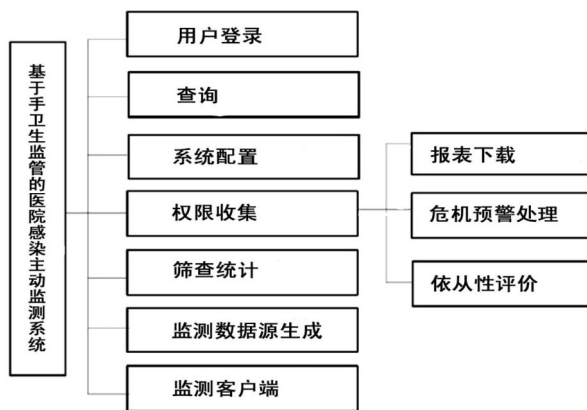 基于手卫生监管的医院感染主动监测系统
用户登录
查询
系统配置
权限收集
筛查统计
监测数据源生成
监测客户端
报表下载
危机预警处理
依从性评价